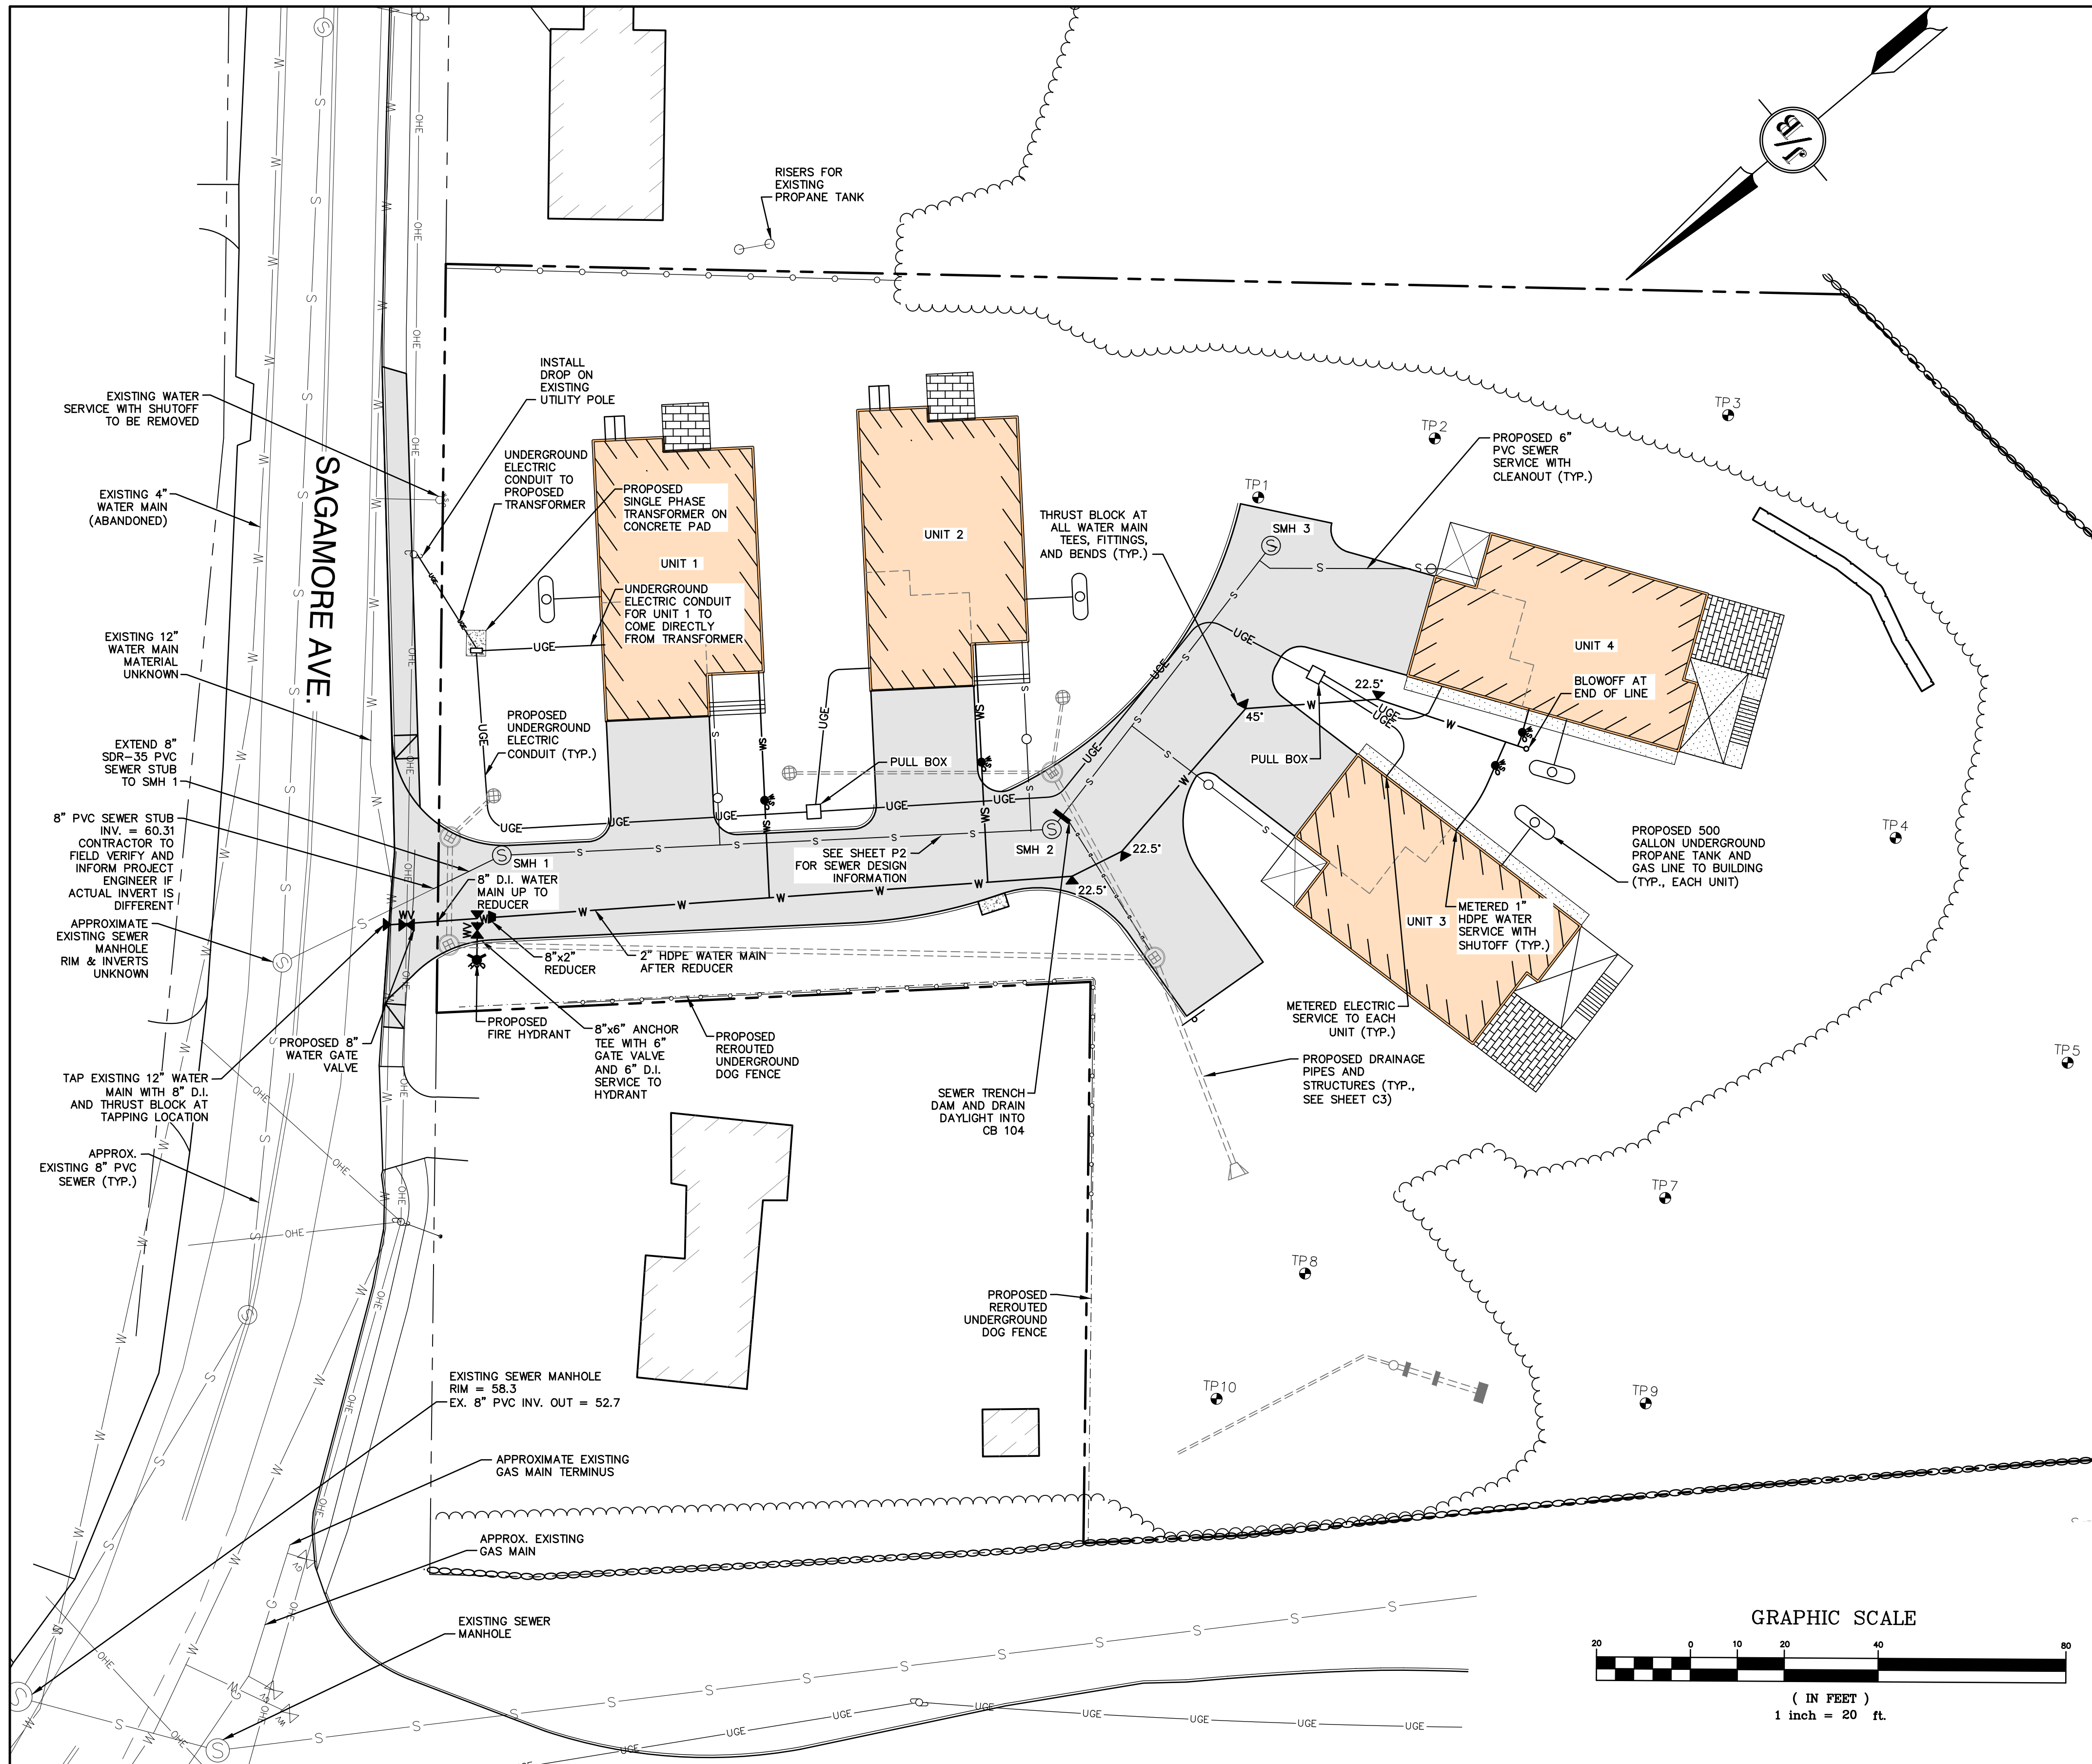 RISERS FOR
EXISTING
PROPANE TANK
J/B
INSTALL
DROP ON
EXISTING
UTILITY POLE
EXISTING WATER
SERVICE WITH SHUTOFF
TO BE REMOVED
UNDERGROUND
ELECTRIC
CONDUIT TO
PROPOSED
TRANSFORMER
PROPOSED
SINGLE PHASE
TRANSFORMER ON
CONCRETE PAD
EXISTING 4"
WATER MAIN
(ABANDONED)
SAGAMORE AVE.
UNIT 1
UNIT 2
UNDERGROUND
ELECTRIC CONDUIT
FOR UNIT 1 TO
COME DIRECTLY
FROM TRANSFORMER
THRUST BLOCK AT
ALL WATER MAIN
TEES, FITTINGS,
AND BENDS (TYP.)
TP1
TP2
TP3
SMH 3
PROPOSED 6"
PVC SEWER
SERVICE WITH
CLEANOUT (TYP.)
UNIT 4
BLOWOFF AT
END OF LINE
22.5°
45°
EXISTING 12"
WATER MAIN
MATERIAL
UNKNOWN
PROPOSED
UNDERGROUND
ELECTRIC
CONDUIT (TYP.)
EXTEND 8"
SDR-35 PVC
SEWER STUB
TO SMH 1
PULL BOX
PULL BOX
8" PVC SEWER STUB
INV. = 60.31
CONTRACTOR TO
FIELD VERIFY AND
INFORM PROJECT
ENGINEER IF
ACTUAL INVERT IS
DIFFERENT
SMH 1
SEE SHEET P2
FOR SEWER DESIGN
INFORMATION
SMH 2
22.5°
22.5°
8" D.I. WATER
MAIN UP TO
REDUCER
WV
WV
APPROXIMATE
EXISTING SEWER
MANHOLE
RIM & INVERTS
UNKNOWN
8"x2"
REDUCER
2" HDPE WATER MAIN
AFTER REDUCER
UNIT 3
METERED 1"
HDPE WATER
SERVICE WITH
SHUTOFF (TYP.)
PROPOSED 500
GALLON UNDERGROUND
PROPANE TANK AND
GAS LINE TO BUILDING
(TYP., EACH UNIT)
TP4
PROPOSED 8"
WATER GATE
VALVE
PROPOSED
FIRE HYDRANT
8"x6" ANCHOR
TEE WITH 6"
GATE VALVE
AND 6" D.I.
SERVICE TO
HYDRANT
PROPOSED
REROUTED
UNDERGROUND
DOG FENCE
METERED ELECTRIC
SERVICE TO EACH
UNIT (TYP.)
PROPOSED DRAINAGE
PIPES AND
STRUCTURES (TYP.,
SEE SHEET C3)
TP5
TAP EXISTING 12" WATER
MAIN WITH 8" D.I.
AND THRUST BLOCK AT
TAPPING LOCATION
SEWER TRENCH
DAM AND DRAIN
DAYLIGHT INTO
CB 104
APPROX.
EXISTING 8" PVC
SEWER (TYP.)
TP7
TP8
PROPOSED
REROUTED
UNDERGROUND
DOG FENCE
EXISTING SEWER MANHOLE
RIM = 58.3
EX. 8" PVC INV. OUT = 52.7
TP10
TP9
APPROXIMATE EXISTING
GAS MAIN TERMINUS
APPROX. EXISTING
GAS MAIN
EXISTING SEWER
MANHOLE
GRAPHIC SCALE
20 0 10 20 40 80
( IN FEET )
1 inch = 20 ft.